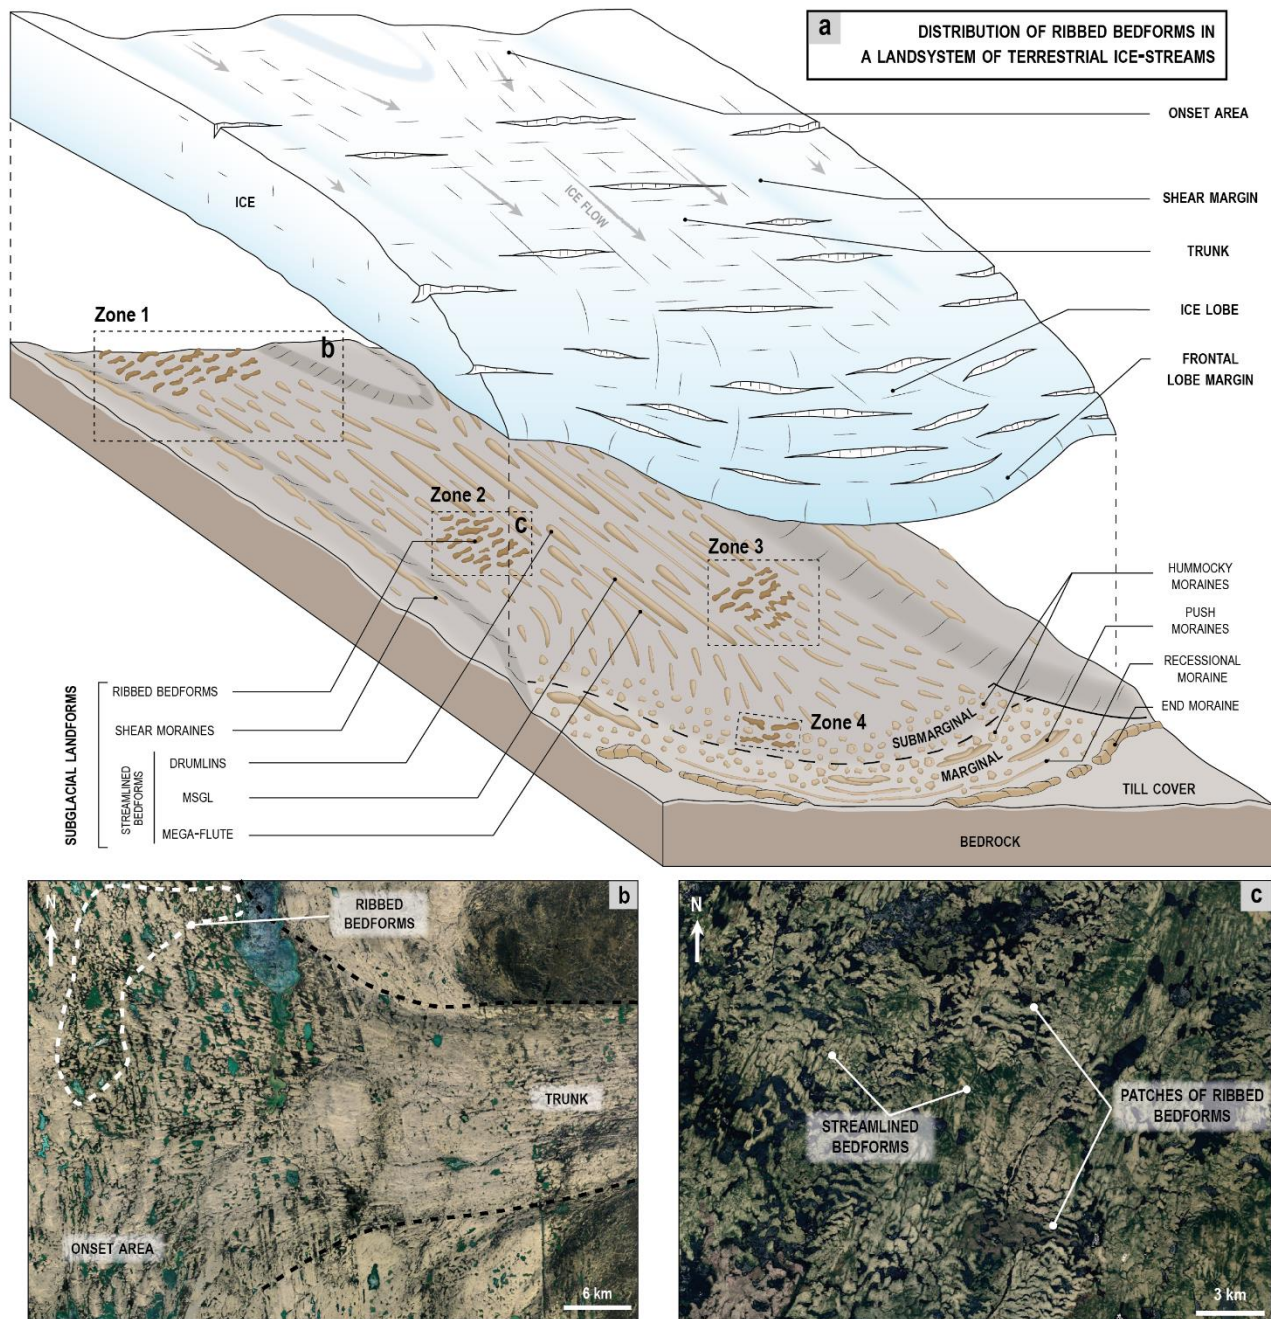 a
DISTRIBUTION OF RIBBED BEDFORMS IN
A LANDSYSTEM OF TERRESTRIAL ICE-STREAMS
ONSET AREA
SHEAR MARGIN
TRUNK
ICE LOBE
FRONTAL
LOBE MARGIN
ICE
ICE FLOW
Zone 1
b
Zone 2
c
Zone 3
Zone 4
HUMMOCKY
MORAINES
PUSH
MORAINES
RECESSIONAL
MORAINE
END MORAINE
SUBMARGINAL
MARGINAL
TILL COVER
BEDROCK
SUBGLACIAL LANDFORMS
RIBBED BEDFORMS
SHEAR MORAINES
STREAMLINED
BEDFORMS
DRUMLINS
MSGL
MEGA-FLUTE
b
N
RIBBED
BEDFORMS
TRUNK
ONSET AREA
6 km
c
N
STREAMLINED
BEDFORMS
PATCHES OF RIBBED
BEDFORMS
3 km